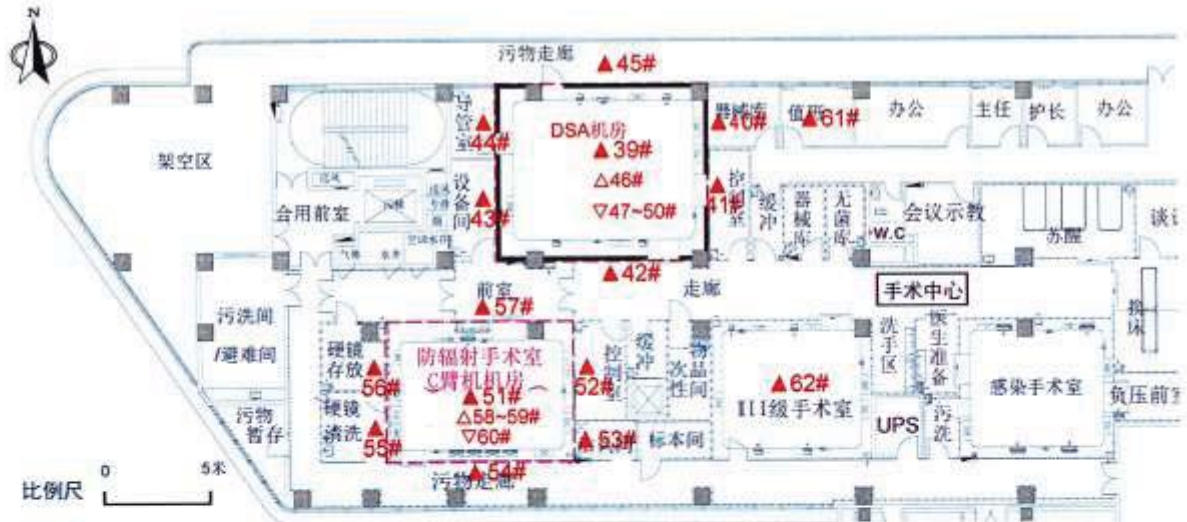 N
污物走廊
▲45#
导管室
▲44#
DSA机房
▲39#
△46#
▽47~50#
器械库
▲40#
值班
▲61#
办公
主任
护长
办公
架空区
设备间
▲43#
控制室
▲41#
缓冲
器械库
无菌库
W.C
会议示教
苏醒
合用前室
▲42#
走廊
手术中心
前室
▲57#
污洗间
/避难间
硬镜
存放
▲56#
防辐射手术室
C臂机机房
▲51#
△58~59#
▽60#
控制室
▲52#
缓冲
一次性物品间
▲62#
III级手术室
洗手区
医生准备
感染手术室
换床
负压前室
污物
暂存
硬镜
清洗
▲55#
▲53#
标本间
UPS
污洗
▲54#
污物走廊
比例尺
0
5米